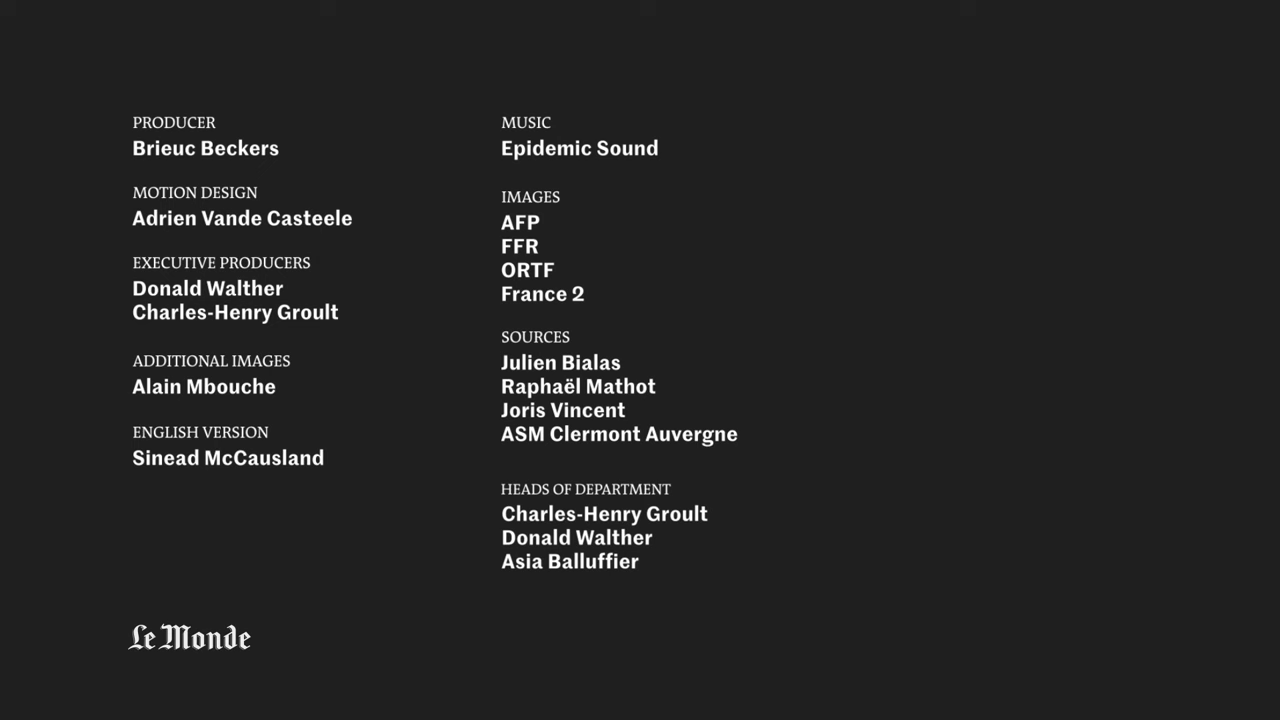 PRODUCER
Brieuc Beckers
MOTION DESIGN
Adrien Vande Casteele
EXECUTIVE PRODUCERS
Donald Walther
Charles-Henry Groult
ADDITIONAL IMAGES
Alain Mbouche
ENGLISH VERSION
Sinead McCausland
MUSIC
Epidemic Sound
IMAGES
AFP
FFR
ORTF
France 2
SOURCES
Julien Bialas
Raphaël Mathot
Joris Vincent
ASM Clermont Auvergne
HEADS OF DEPARTMENT
Charles-Henry Groult
Donald Walther
Asia Balluffier
Le Monde